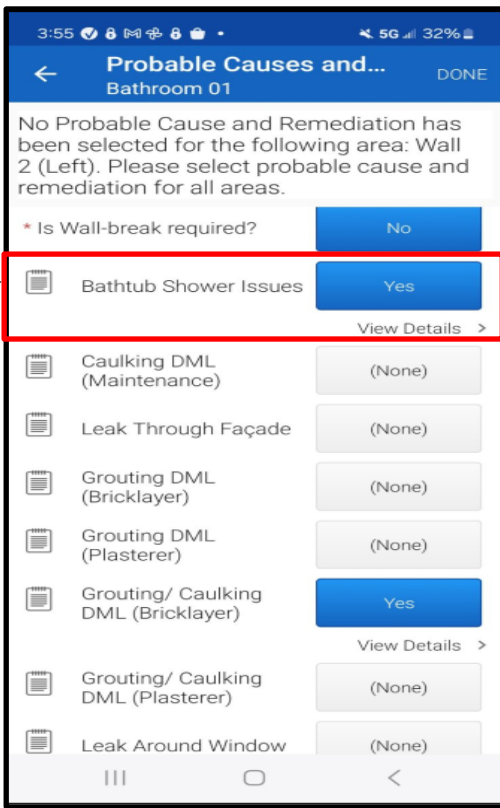 3:55 5G 32%
Probable Causes and...
Bathroom 01
DONE
No Probable Cause and Remediation has
been selected for the following area: Wall
2 (Left). Please select probable cause and
remediation for all areas.
* Is Wall-break required? No
Bathtub Shower Issues Yes
View Details >
Caulking DML
(Maintenance)
(None)
Leak Through Façade (None)
Grouting DML
(Bricklayer)
(None)
Grouting DML
(Plasterer)
(None)
Grouting/ Caulking
DML (Bricklayer)
Yes
View Details >
Grouting/ Caulking
DML (Plasterer)
(None)
Leak Around Window (None)